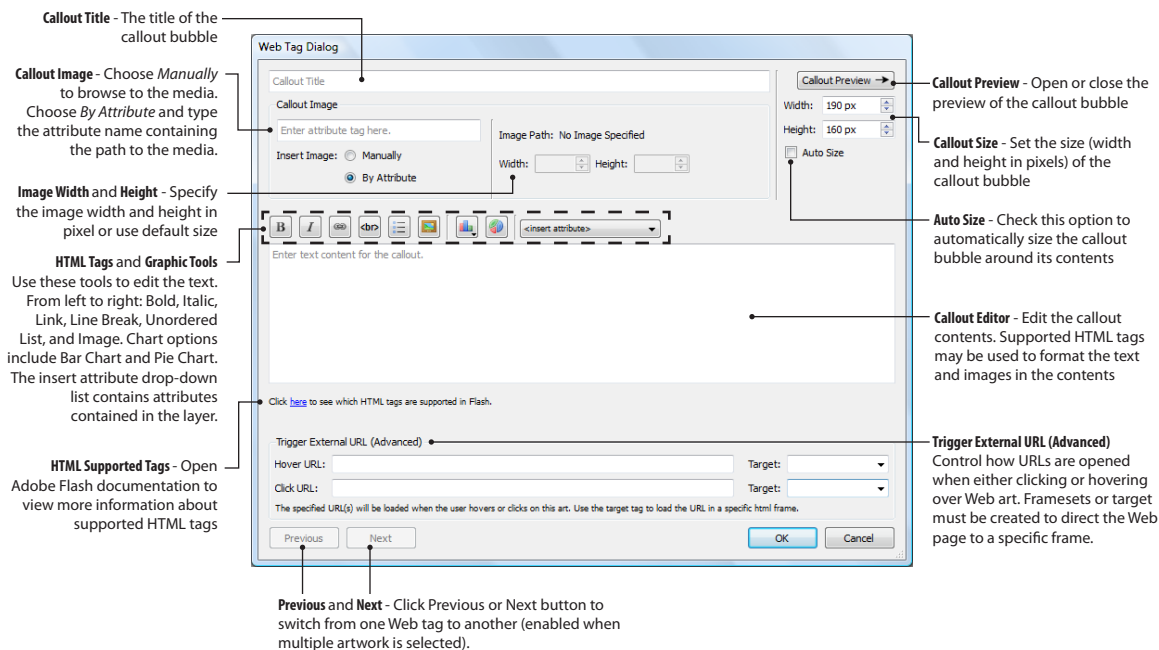 Callout Title - The title of the
callout bubble
Callout Image - Choose Manually
to browse to the media.
Choose By Attribute and type
the attribute name containing
the path to the media.
Image Width and Height - Specify
the image width and height in
pixel or use default size
HTML Tags and Graphic Tools
Use these tools to edit the text.
From left to right: Bold, Italic,
Link, Line Break, Unordered
List, and Image. Chart options
include Bar Chart and Pie Chart.
The insert attribute drop-down
list contains attributes
contained in the layer.
HTML Supported Tags - Open
Adobe Flash documentation to
view more information about
supported HTML tags
Web Tag Dialog
Callout Title
Callout Image
Enter attribute tag here.
Insert Image: Manually
By Attribute
Image Path: No Image Specified
Width: Height:
Callout Preview
Width: 190 px
Height: 160 px
Auto Size
B I <br> <insert attribute>
Enter text content for the callout.
Click here to see which HTML tags are supported in Flash.
Trigger External URL (Advanced)
Hover URL: Target:
Click URL: Target:
The specified URL(s) will be loaded when the user hovers or clicks on this art. Use the target tag to load the URL in a specific html frame.
Previous Next OK Cancel
Callout Preview - Open or close the
preview of the callout bubble
Callout Size - Set the size (width
and height in pixels) of the
callout bubble
Auto Size - Check this option to
automatically size the callout
bubble around its contents
Callout Editor - Edit the callout
contents. Supported HTML tags
may be used to format the text
and images in the contents
Trigger External URL (Advanced)
Control how URLs are opened
when either clicking or hovering
over Web art. Framesets or target
must be created to direct the Web
page to a specific frame.
Previous and Next - Click Previous or Next button to
switch from one Web tag to another (enabled when
multiple artwork is selected).